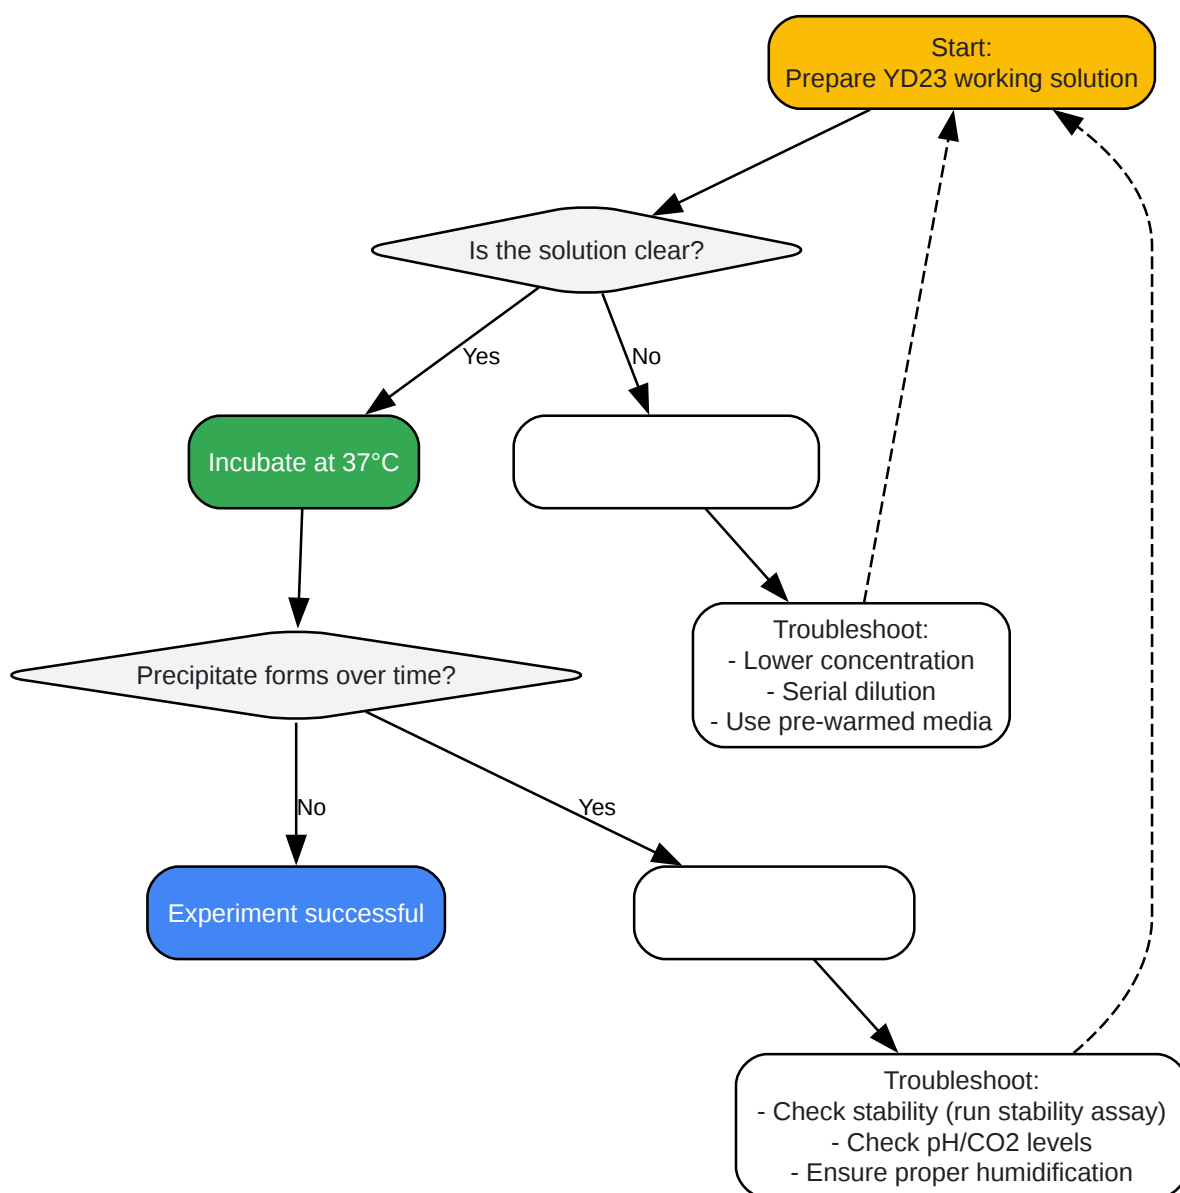 Start:
Prepare YD23 working solution
Is the solution clear?
Yes
No
Incubate at 37°C
Troubleshoot:
- Lower concentration
- Serial dilution
- Use pre-warmed media
Precipitate forms over time?
No
Yes
Experiment successful
Troubleshoot:
- Check stability (run stability assay)
- Check pH/CO2 levels
- Ensure proper humidification